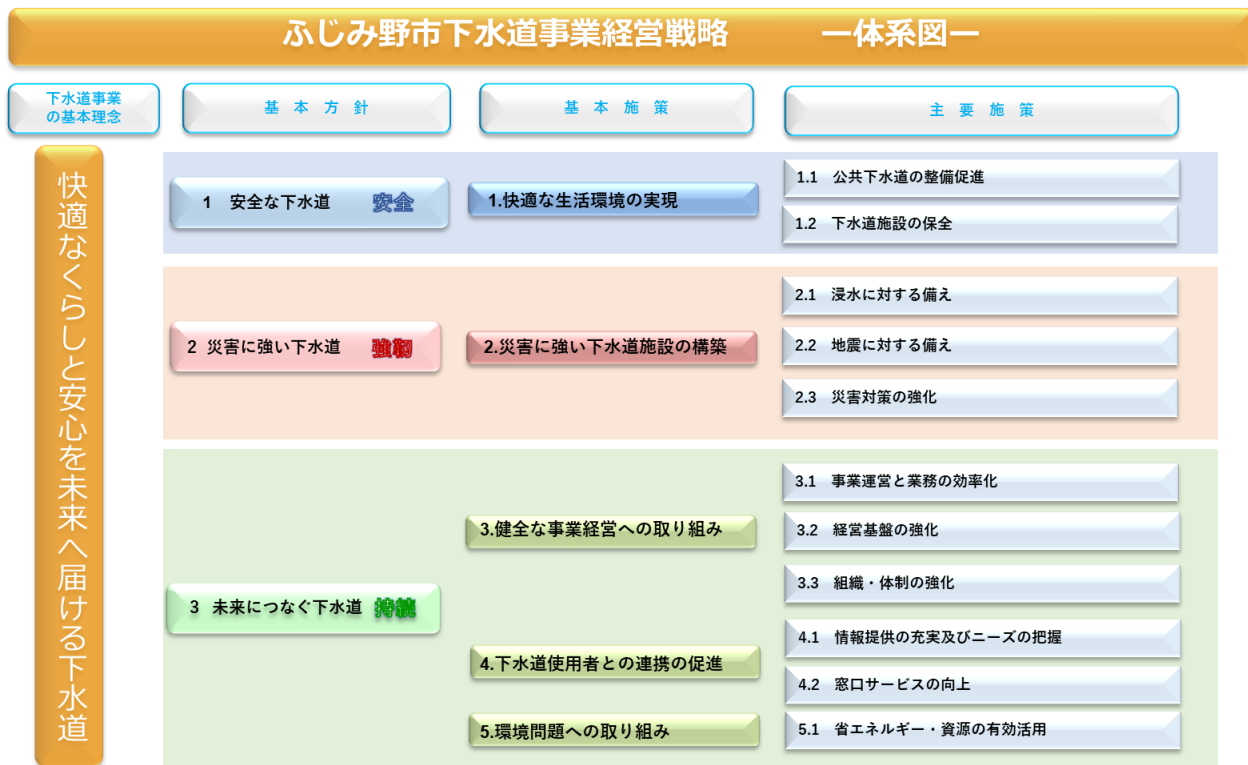 ふじみ野市下水道事業経営戦略　　　ー体系図ー
下水道事業
の基本理念
基 本 方 針
基 本 施 策
主 要 施 策
快適なくらしと安心を未来へ届ける下水道
1 安全な下水道 安全
1.快適な生活環境の実現
1.1 公共下水道の整備促進
1.2 下水道施設の保全
2 災害に強い下水道 強靭
2.災害に強い下水道施設の構築
2.1 浸水に対する備え
2.2 地震に対する備え
2.3 災害対策の強化
3 未来につなぐ下水道 持続
3.健全な事業経営への取り組み
3.1 事業運営と業務の効率化
3.2 経営基盤の強化
3.3 組織・体制の強化
4.下水道使用者との連携の促進
4.1 情報提供の充実及びニーズの把握
4.2 窓口サービスの向上
5.環境問題への取り組み
5.1 省エネルギー・資源の有効活用